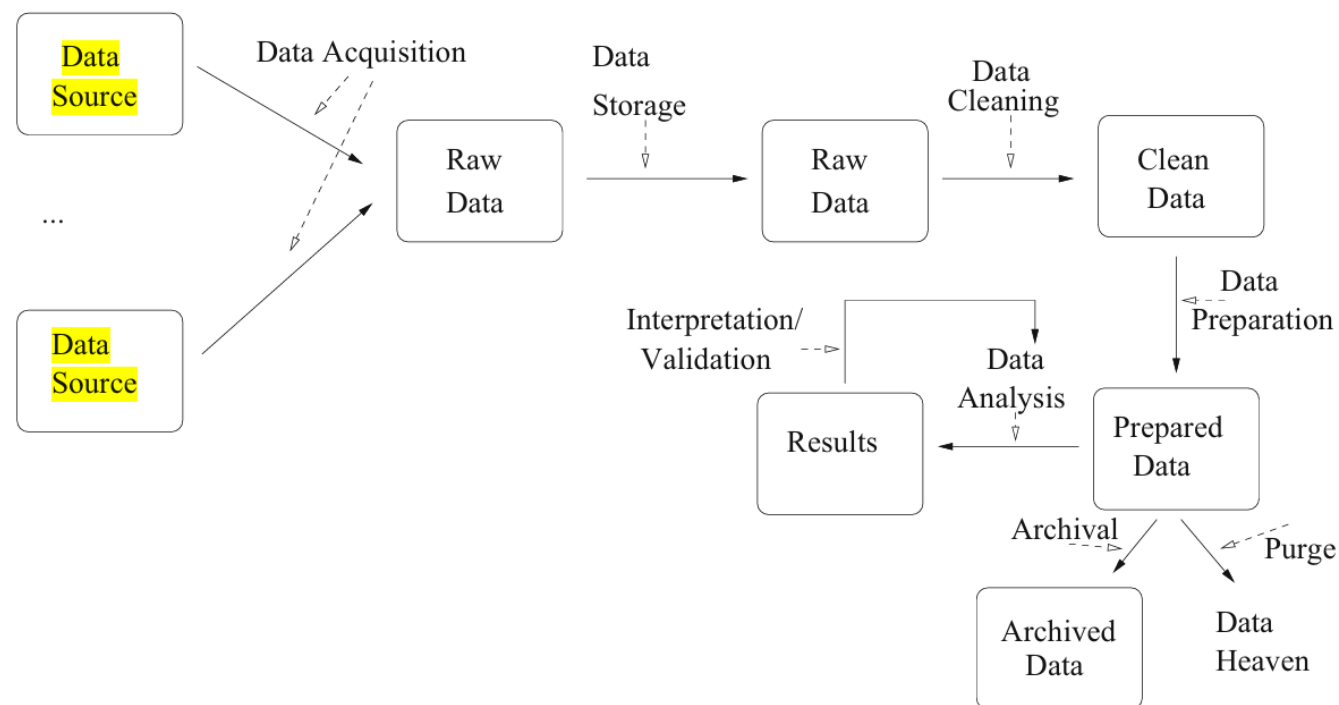 Data
Source
Data Acquisition
Data
Storage
Data
Cleaning
Raw
Data
Raw
Data
Clean
Data
...
Data
Source
Interpretation/
Validation
Data
Analysis
Data
Preparation
Results
Prepared
Data
Archival
Purge
Archived
Data
Data
Heaven